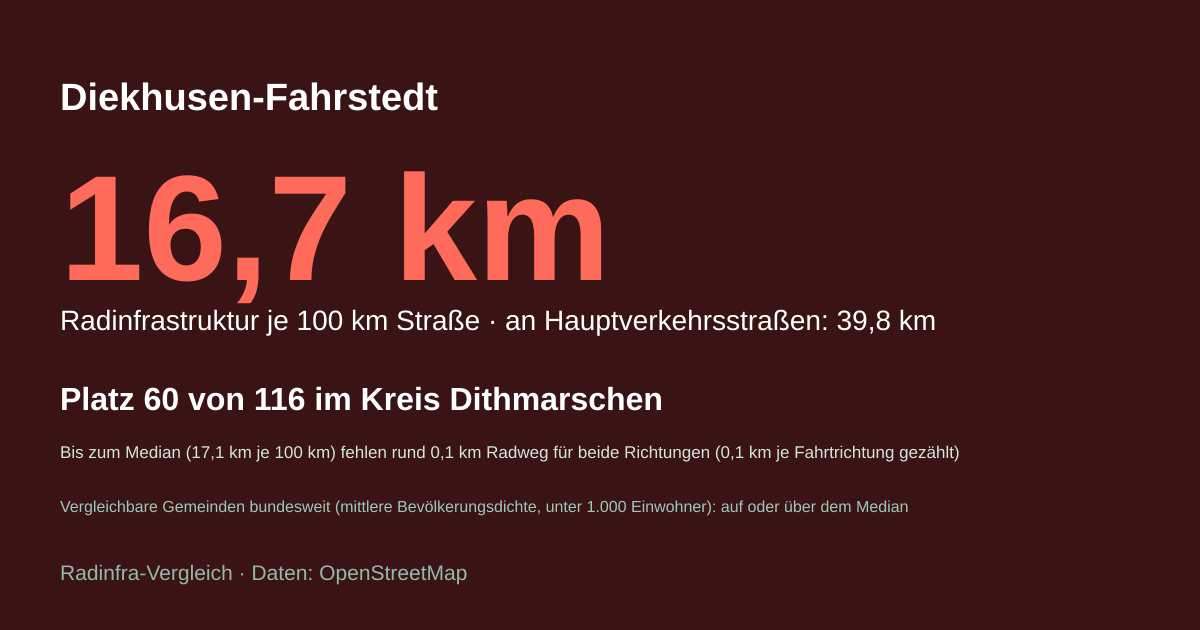 Diekhusen-Fahrstedt
16,7 km
Radinfrastruktur je 100 km Straße · an Hauptverkehrsstraßen: 39,8 km
Platz 60 von 116 im Kreis Dithmarschen
Bis zum Median (17,1 km je 100 km) fehlen rund 0,1 km Radweg für beide Richtungen (0,1 km je Fahrtrichtung gezählt)
Vergleichbare Gemeinden bundesweit (mittlere Bevölkerungsdichte, unter 1.000 Einwohner): auf oder über dem Median
Radinfra-Vergleich · Daten: OpenStreetMap